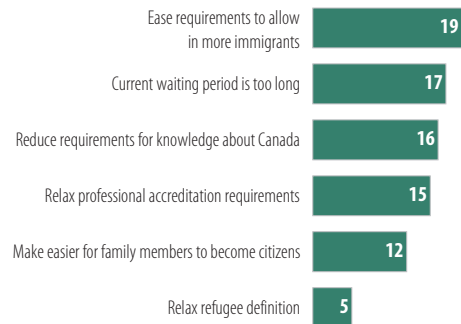 Ease requirements to allow
in more immigrants
19
Current waiting period is too long
17
Reduce requirements for knowledge about Canada
16
Relax professional accreditation requirements
15
Make easier for family members to become citizens
12
Relax refugee definition
5